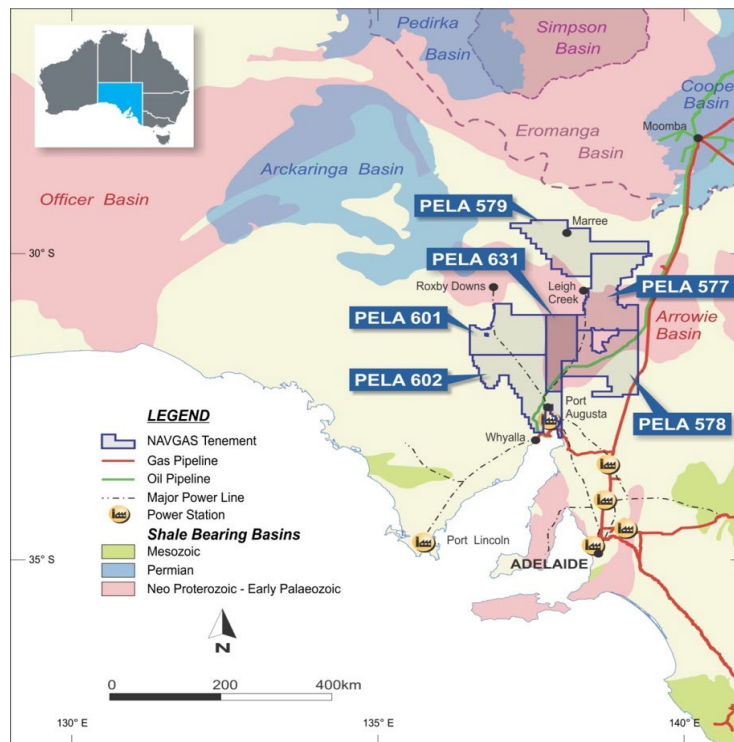 Pedirka
Basin
Simpson
Basin
Cooper
Basin
Moomba
Eromanga
Basin
Arckaringa Basin
Officer Basin
PELA 579
Marree
30° S
30° S
PELA 631
Roxby Downs
Leigh
Creek
PELA 577
PELA 601
Arrowie
Basin
PELA 602
Port
Augusta
PELA 578
Whyalla
LEGEND
NAVGAS Tenement
Gas Pipeline
Oil Pipeline
Major Power Line
Power Station
Shale Bearing Basins
Mesozoic
Permian
Neo Proterozoic - Early Palaeozoic
Port Lincoln
ADELAIDE
35° S
35° S
N
0
200
400km
130° E
135° E
140° E